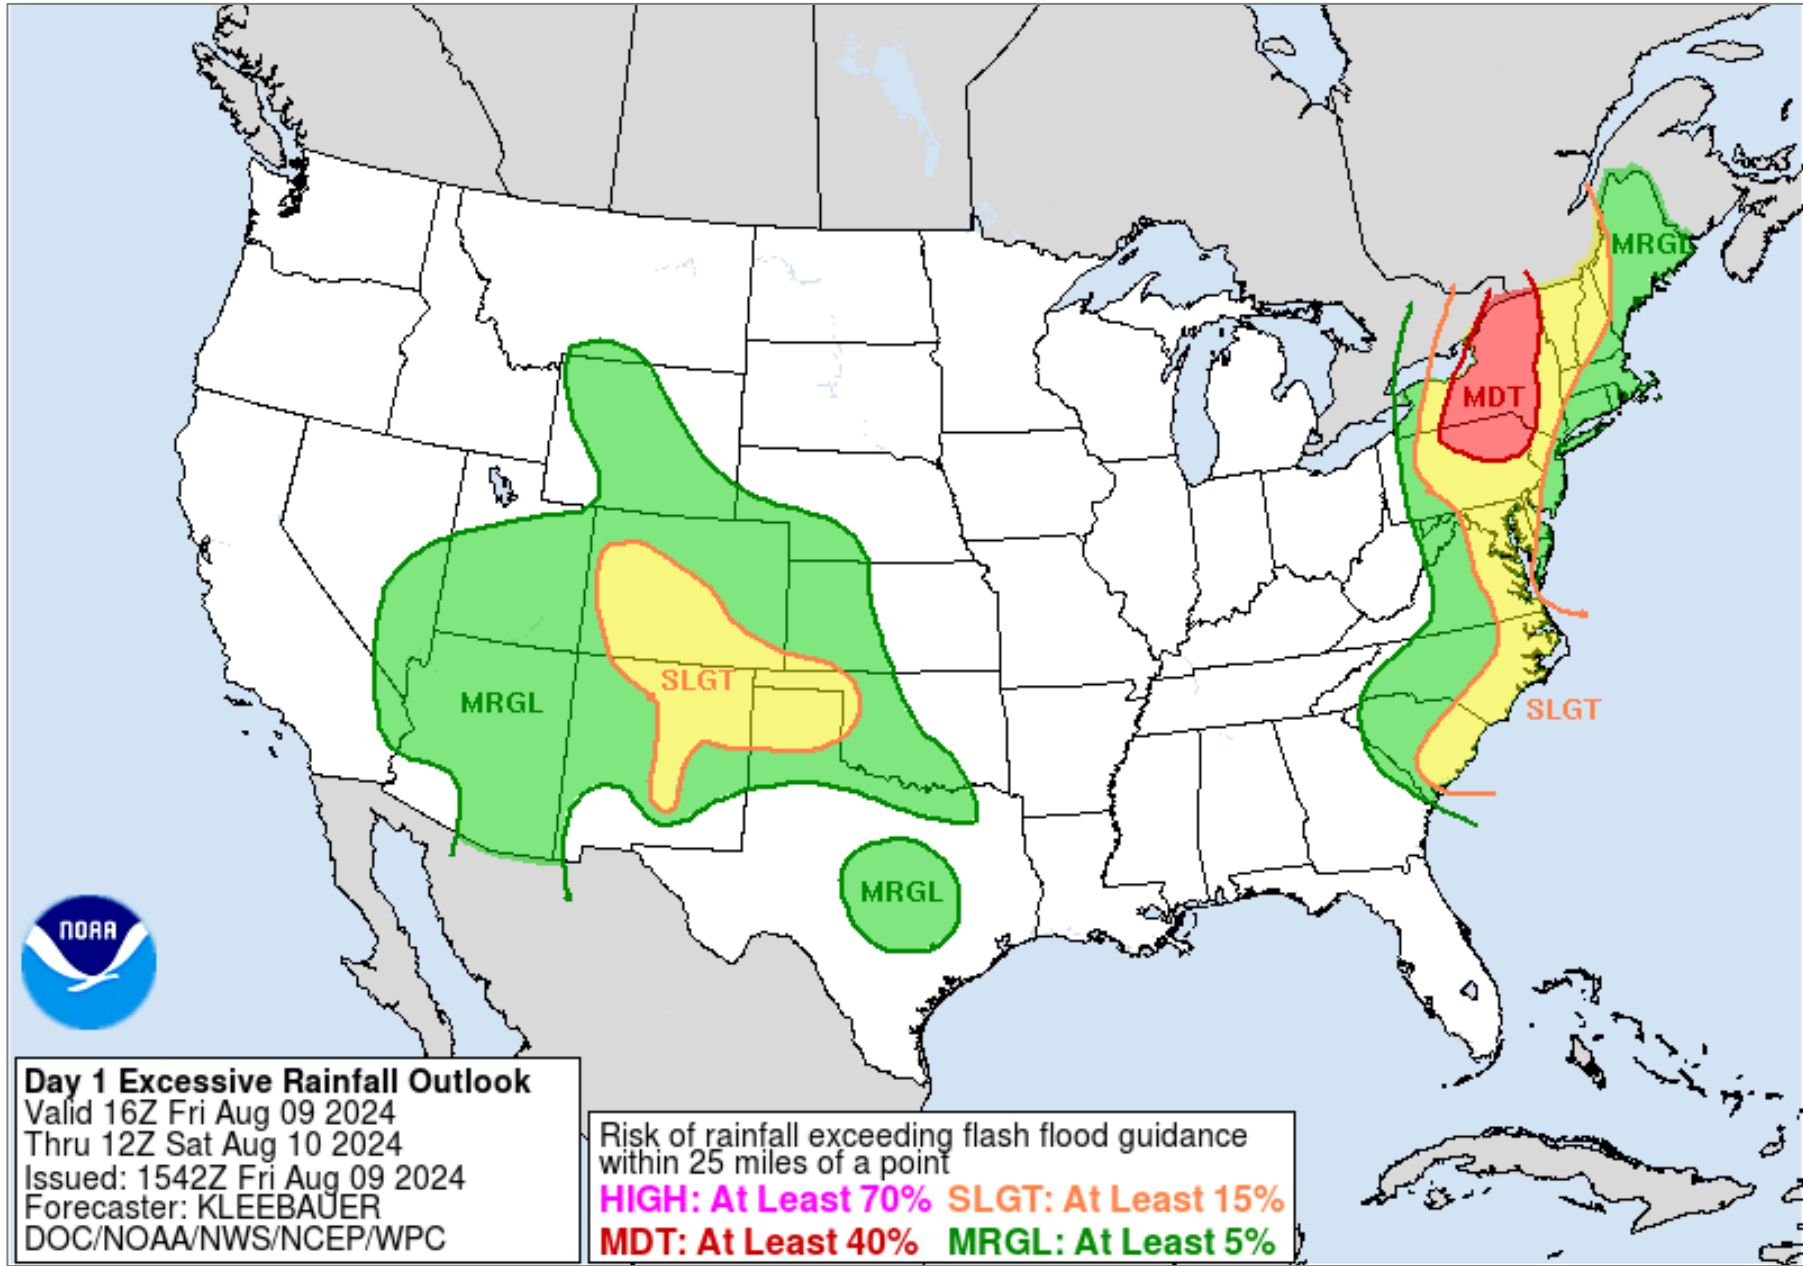 MRGL
MDT
SLGT
MRGL
SLGT
MRGL
NOAA
Day 1 Excessive Rainfall Outlook
Valid 16Z Fri Aug 09 2024
Thru 12Z Sat Aug 10 2024
Issued: 1542Z Fri Aug 09 2024
Forecaster: KLEEBAUER
DOC/NOAA/NWS/NCEP/WPC
Risk of rainfall exceeding flash flood guidance
within 25 miles of a point
HIGH: At Least 70% SLGT: At Least 15%
MDT: At Least 40% MRGL: At Least 5%